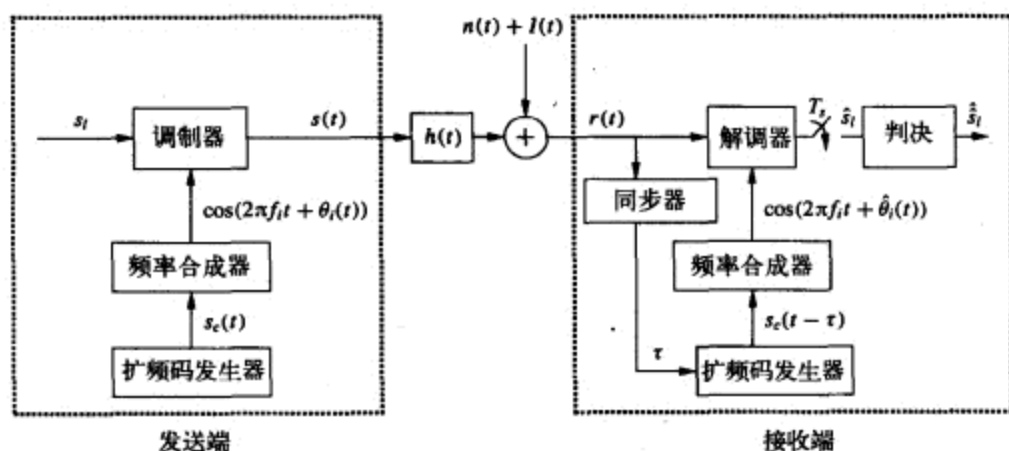 n(t) + I(t)
s_l
调制器
s(t)
h(t)
+
r(t)
解调器
T_s
ŝ_l
判决
ŝ̂_l
cos(2πf_i t + θ_i(t))
同步器
cos(2πf_i t + θ̂_i(t))
频率合成器
频率合成器
s_c(t)
s_c(t − τ)
扩频码发生器
τ
扩频码发生器
发送端
接收端